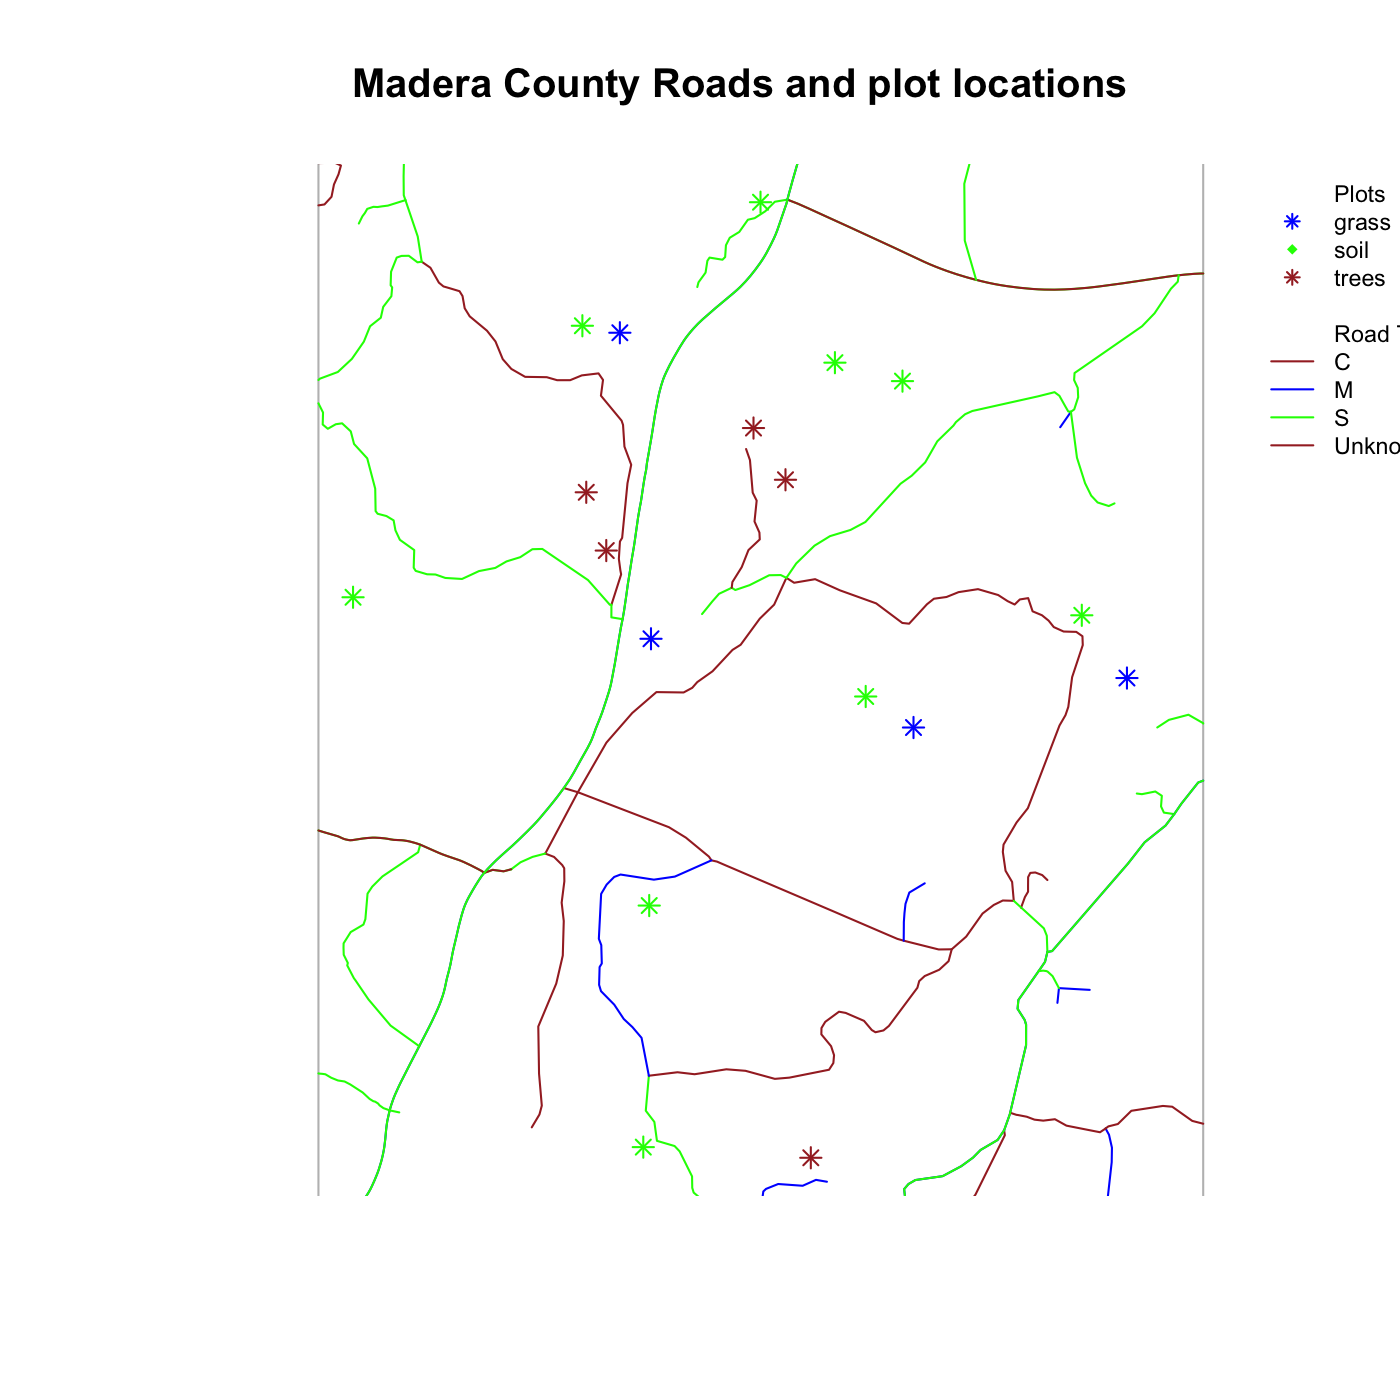 Madera County Roads and plot locations
Plots
grass
soil
trees
Road T
C
M
S
Unkno